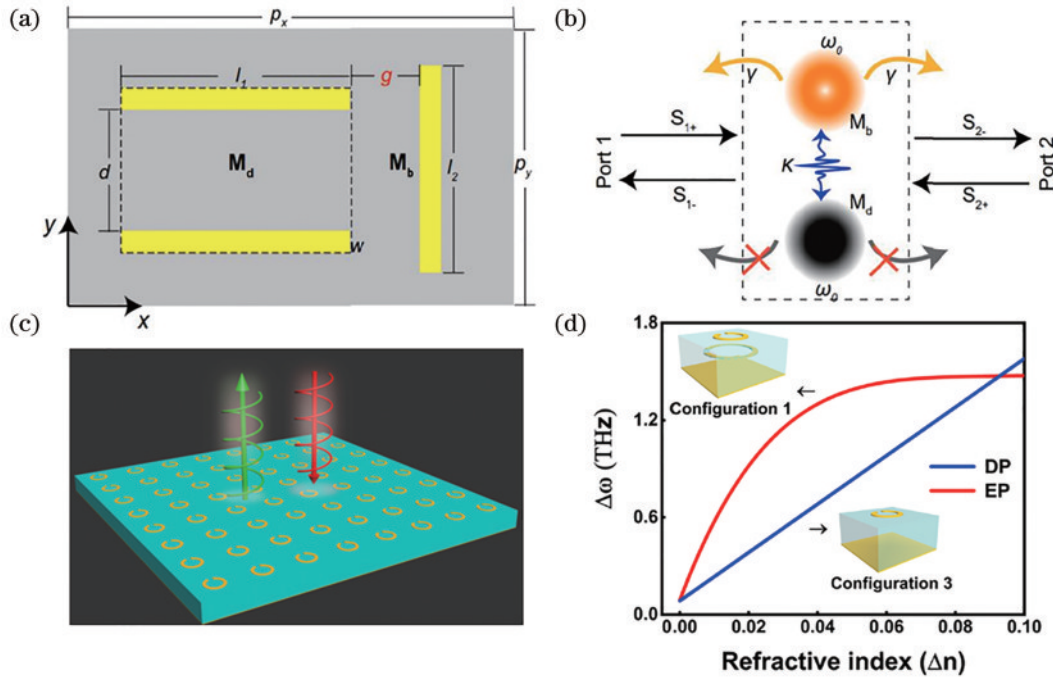 (a)
p_x
l_1
g
d
M_d
M_b
l_2
p_y
w
y
x
(b)
ω_0
γ
γ
M_b
S_1+
S_2-
Port 1
κ
Port 2
S_1-
S_2+
M_d
ω_0
(c)
(d)
1.8
1.2
0.6
0.0
Δω (THz)
Configuration 1
←
DP
EP
→
Configuration 3
0.00 0.02 0.04 0.06 0.08 0.10
Refractive index (Δn)